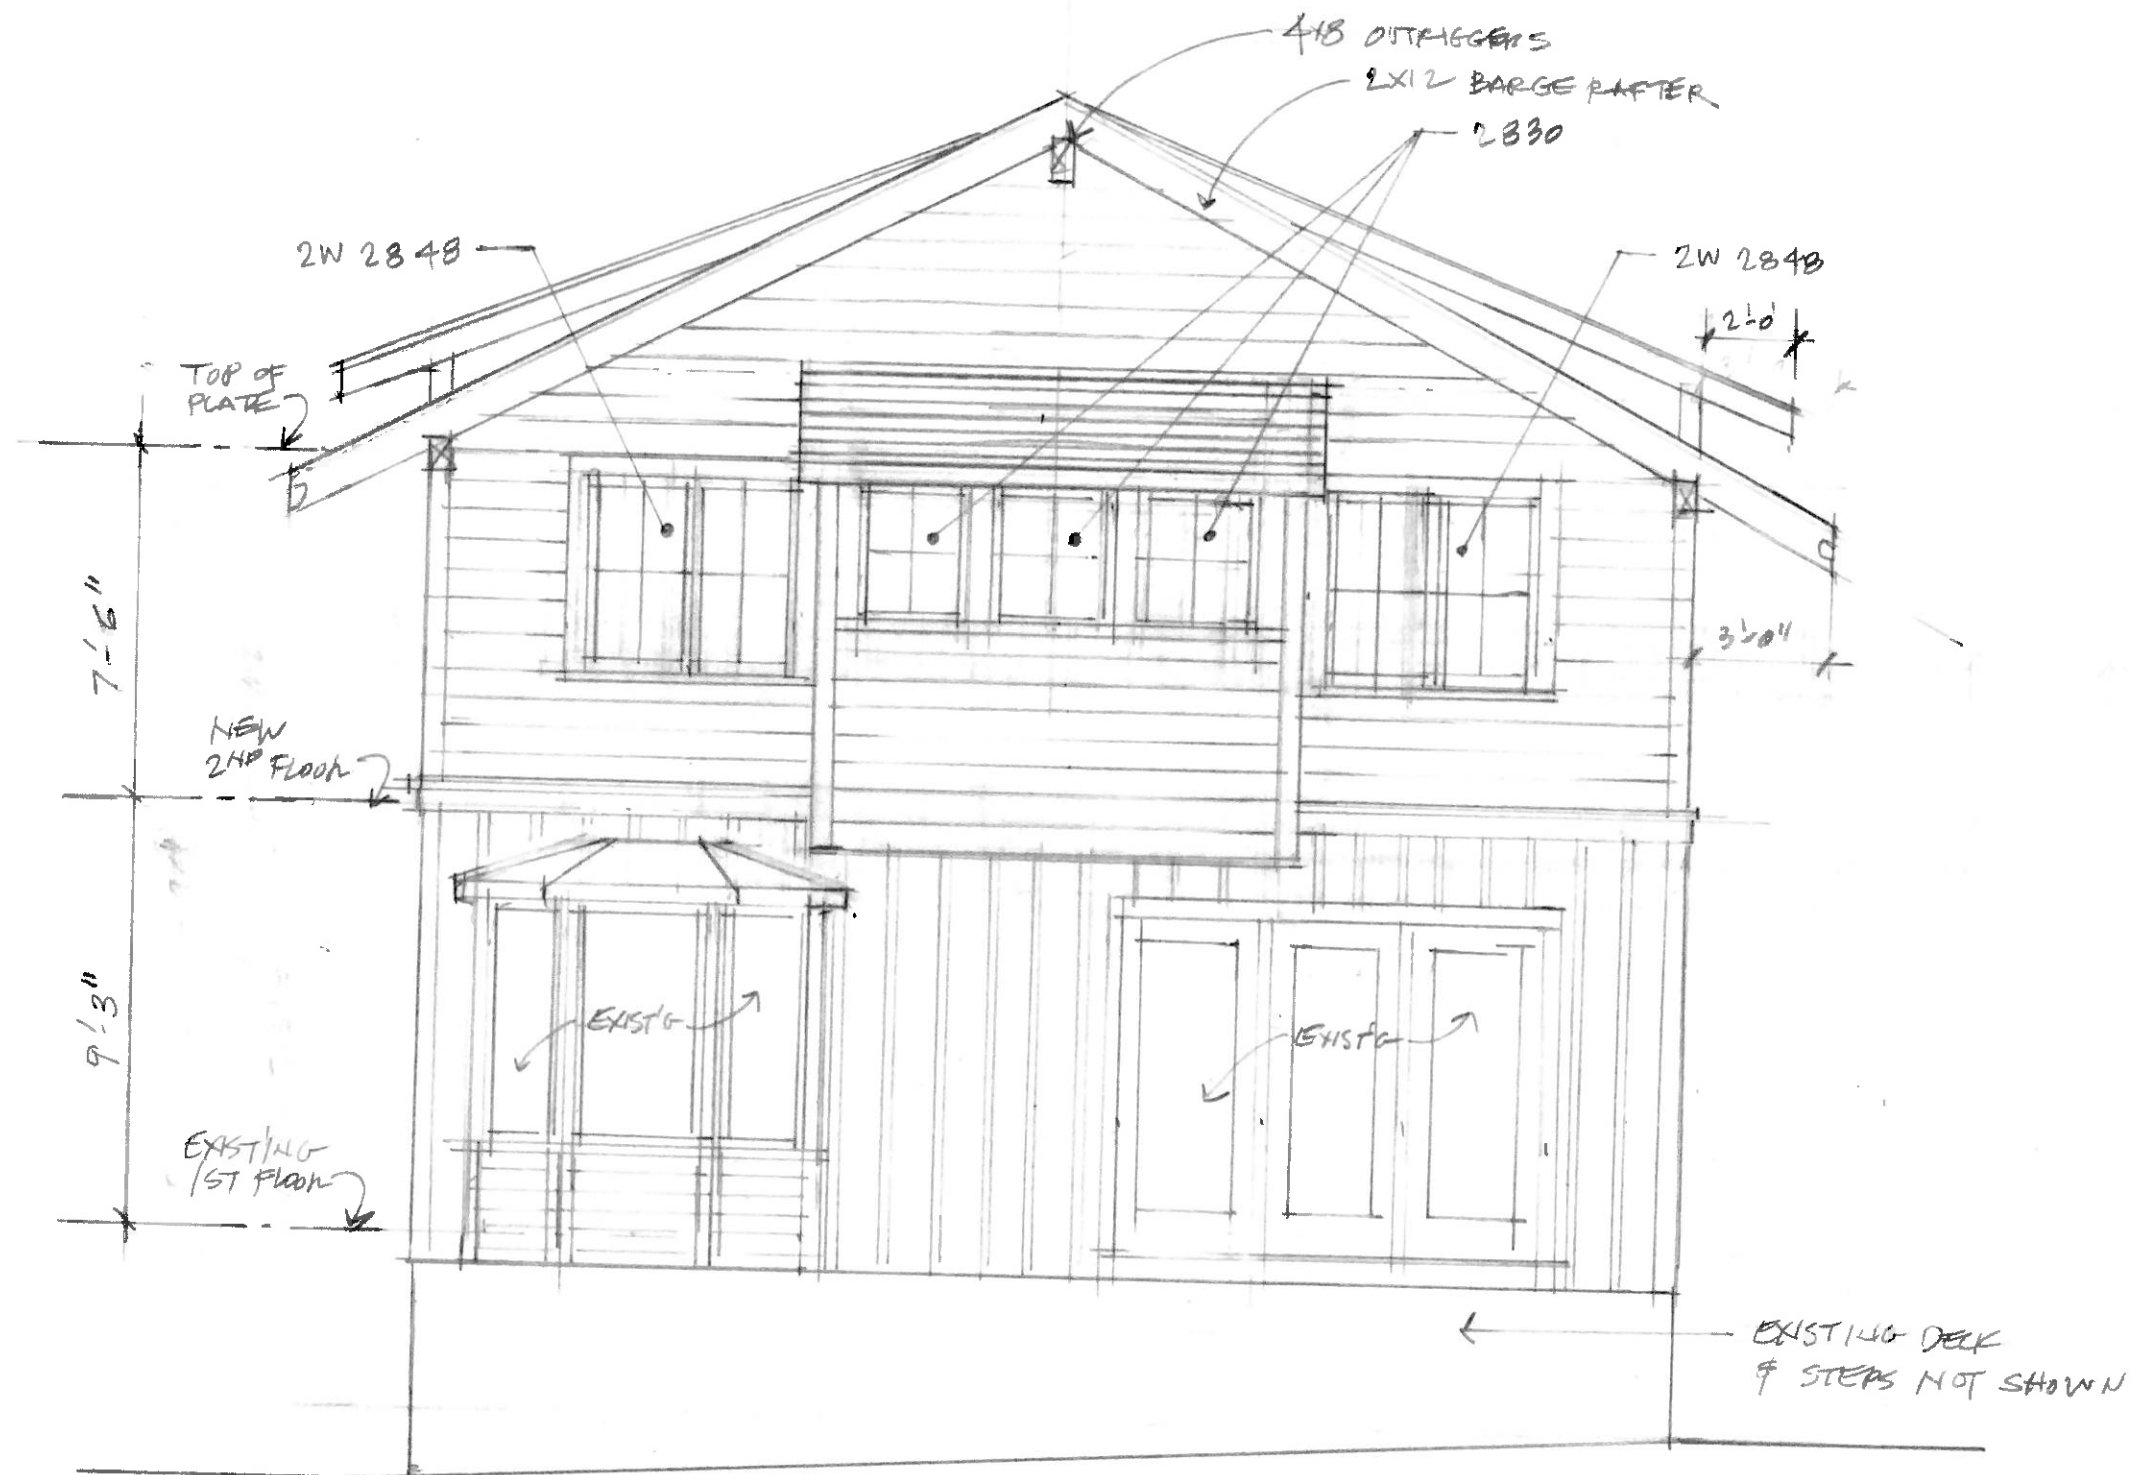 4x8 OUTRIGGERS
2X12 BARGE RAFTER
2830
2W 2848
2W 2848
2'-0"
TOP OF
PLATE
7'-6"
3'-0"
NEW
2ND FLOOR
9'-3"
EXIST'G
EXIST'G
EXISTING
1ST FLOOR
EXISTING DECK
& STEPS NOT SHOWN